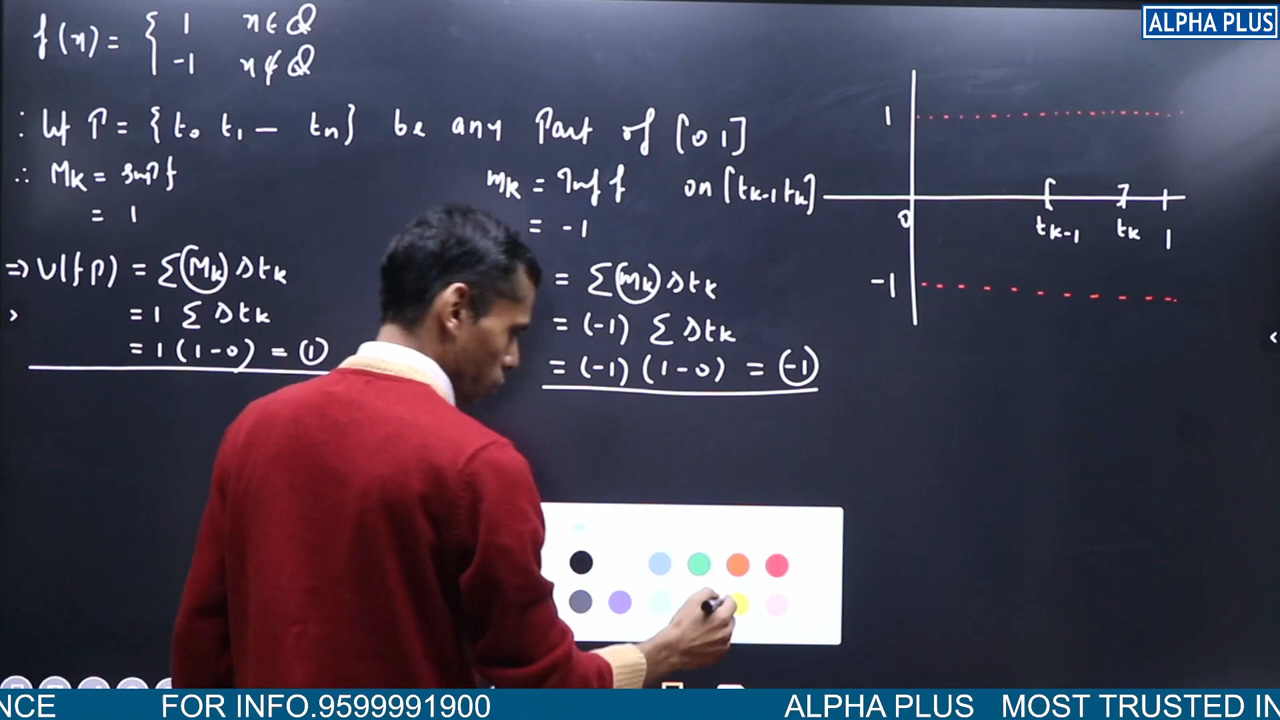 ALPHA PLUS
f(x) = { 1 x ∈ Q
-1 x ∉ Q
: Let P = {t₀ t₁ — tₙ} be any Part of [0 1]
∴ Mₖ = Sup f
= 1
mₖ = Inf f on [tₖ₋₁ tₖ]
= -1
⇒ U(f P) = Σ(Mₖ) Δtₖ
= 1 Σ Δtₖ
= 1 (1-0) = (1)
= Σ(mₖ) Δtₖ
= (-1) Σ Δtₖ
= (-1) (1-0) = (-1)
1
0
tₖ₋₁ tₖ 1
-1
NCE FOR INFO.9599991900 ALPHA PLUS MOST TRUSTED IN